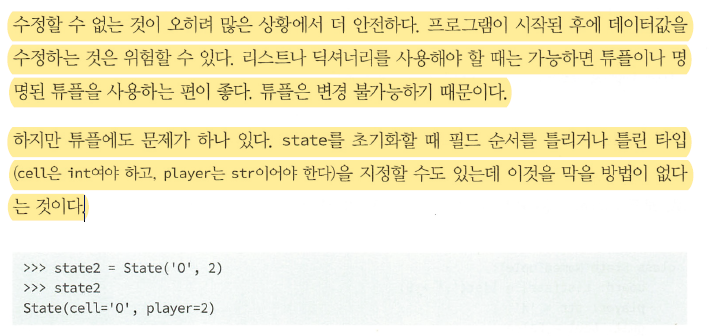 수정할 수 없는 것이 오히려 많은 상황에서 더 안전하다. 프로그램이 시작된 후에 데이터값을
수정하는 것은 위험할 수 있다. 리스트나 딕셔너리를 사용해야 할 때는 가능하면 튜플이나 명
명된 튜플을 사용하는 편이 좋다. 튜플은 변경 불가능하기 때문이다.
하지만 튜플에도 문제가 하나 있다. state를 초기화할 때 필드 순서를 틀리거나 틀린 타입
(cell은 int여야 하고, player는 str이어야 한다)을 지정할 수도 있는데 이것을 막을 방법이 없다
는 것이다.
>>> state2 = State('O', 2)
>>> state2
State(cell='O', player=2)